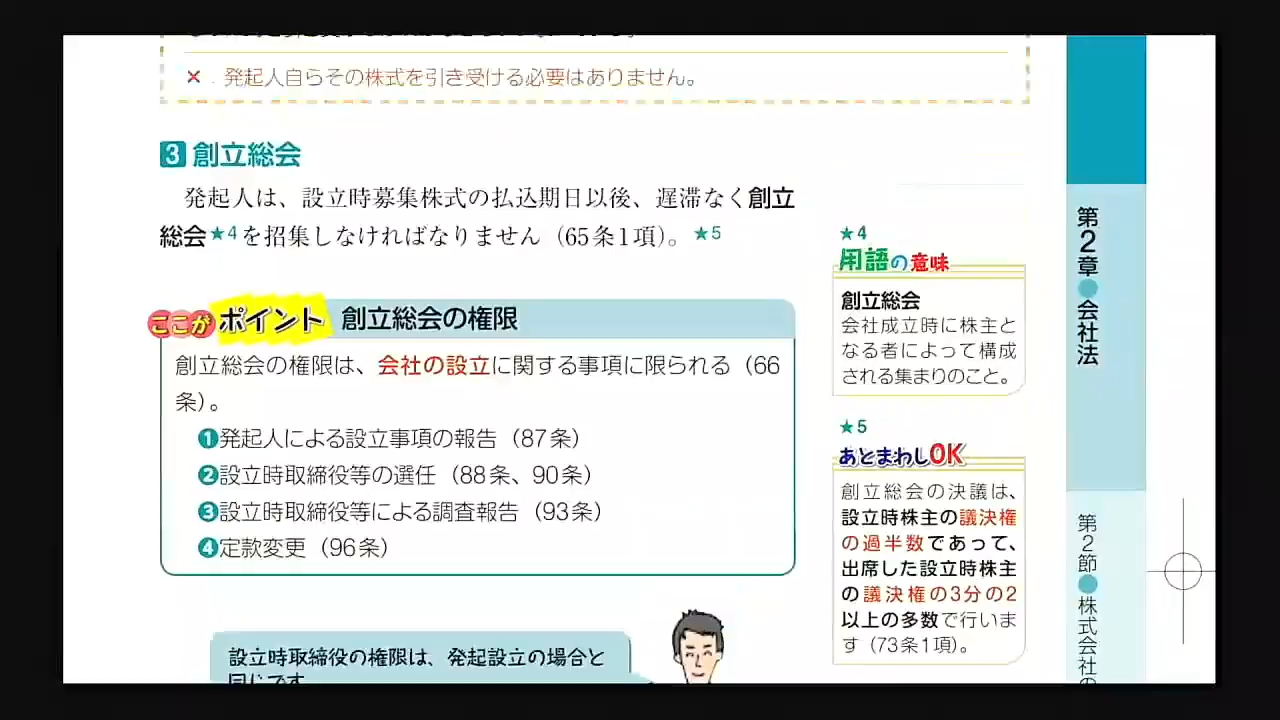 × 発起人自らその株式を引き受ける必要はありません。
3 創立総会
発起人は、設立時募集株式の払込期日以後、遅滞なく創立
総会★4を招集しなければなりません（65条1項）。★5
ここが ポイント 創立総会の権限
創立総会の権限は、会社の設立に関する事項に限られる（66
条）。
❶発起人による設立事項の報告（87条）
❷設立時取締役等の選任（88条、90条）
❸設立時取締役等による調査報告（93条）
❹定款変更（96条）
設立時取締役の権限は、発起設立の場合と
同じです
★4
用語の意味
創立総会
会社成立時に株主と
なる者によって構成
される集まりのこと。
★5
あとまわしOK
創立総会の決議は、
設立時株主の議決権
の過半数であって、
出席した設立時株主
の議決権の3分の2
以上の多数で行いま
す（73条1項）。
第2章●会社法
第2節●株式会社の